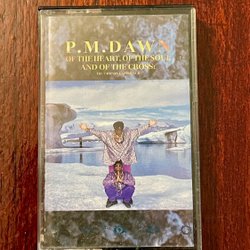 P.M.DAWN
OF THE HEART, OF THE SOUL
AND OF THE CROSS: